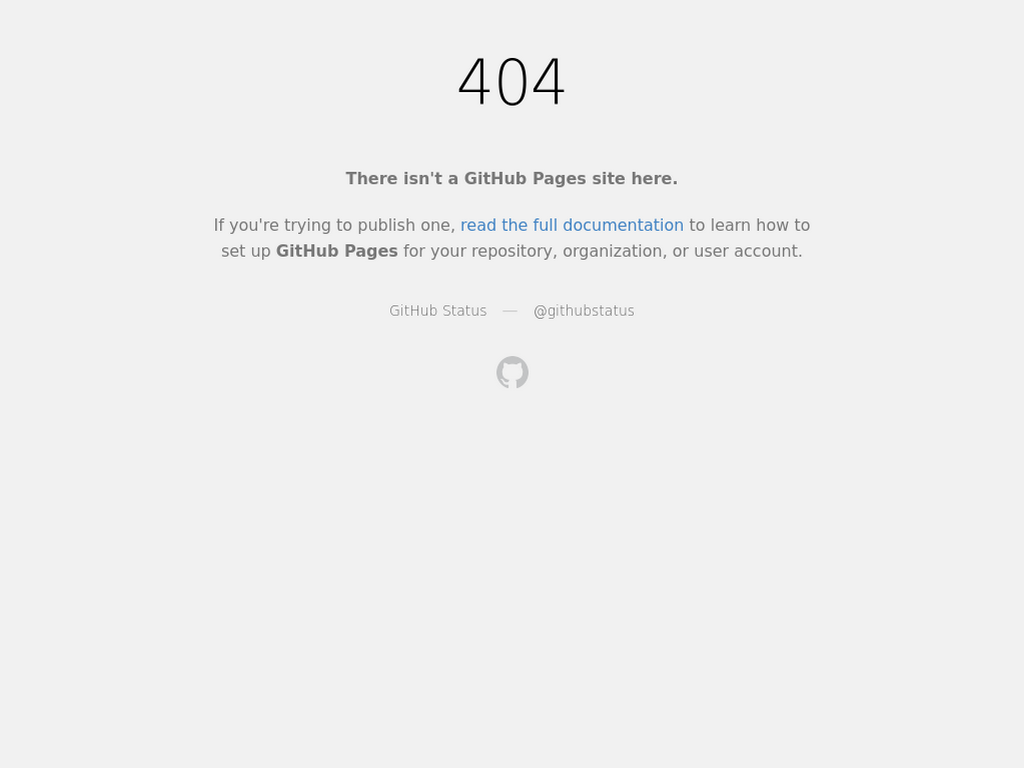 404
There isn't a GitHub Pages site here.
If you're trying to publish one, read the full documentation to learn how to
set up GitHub Pages for your repository, organization, or user account.
GitHub Status — @githubstatus